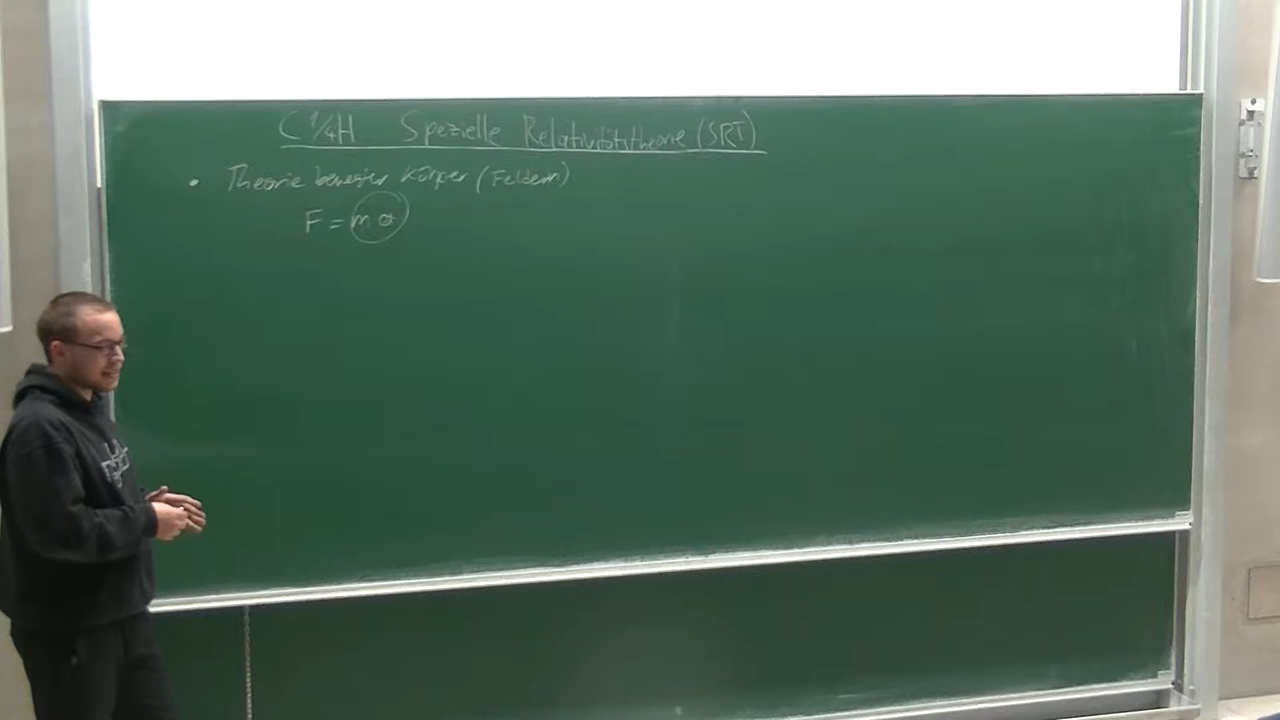 C¼H Spezielle Relativitätstheorie (SRT)
• Theorie bewegter Körper (Feldern)
F = m a